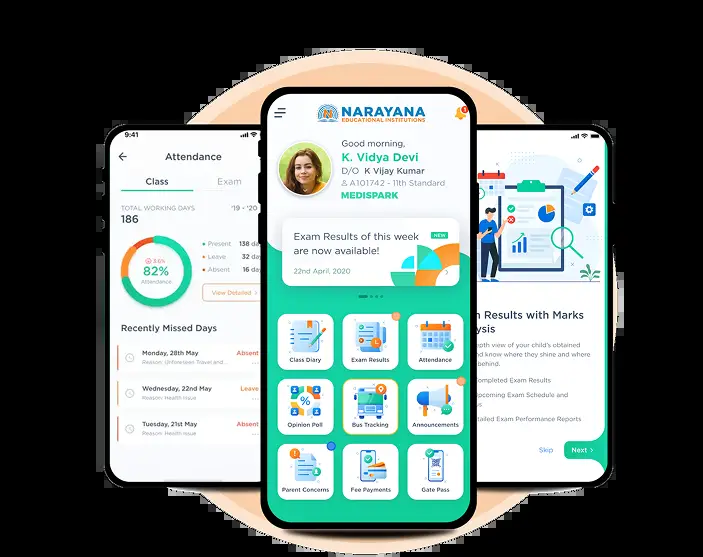 9:41
Attendance
Class
Exam
TOTAL WORKING DAYS
'19 - '20
186
3.6%
82%
Attendance
Present 138 da
Leave 32 da
Absent 16 da
View Detailed >
Recently Missed Days
Monday, 28th May
Absent
Reason: Unforeseen Travel and...
Wednesday, 22nd May
Leave
Reason: Health Issue
Tuesday, 21st May
Absent
Reason: Health Issue
NARAYANA
EDUCATIONAL INSTITUTIONS
Good morning,
K. Vidya Devi
D/O K Vijay Kumar
A101742 - 11th Standard
MEDISPARK
Exam Results of this week
are now available!
NEW
22nd April, 2020
Class Diary
Exam Results
Attendance
%
Opinion Poll
Bus Tracking
Announcements
Parent Concerns
Fee Payments
Gate Pass
n Results with Marks
ysis
depth view of your child's obtained
and know where they shine and where
behind.
ompleted Exam Results
pcoming Exam Schedule and
s
tailed Exam Performance Reports
Skip
Next >